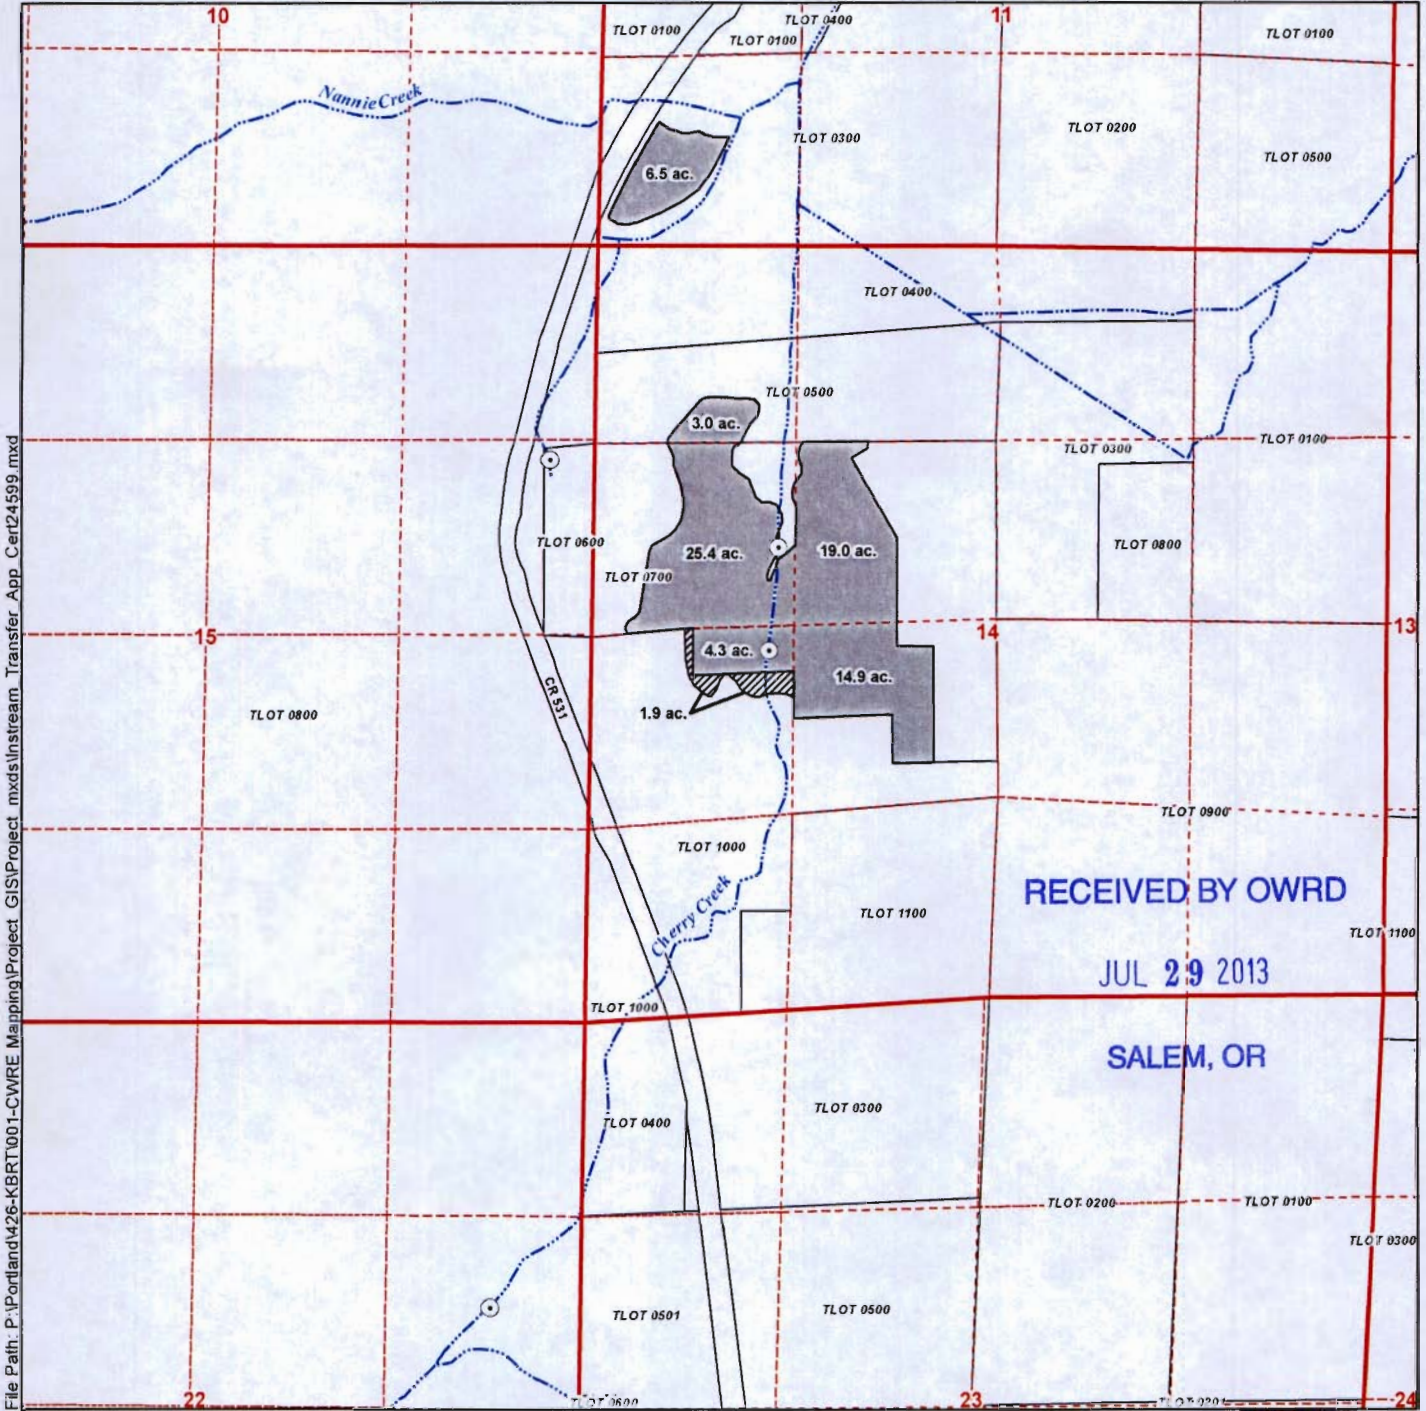 10
11
TLOT 0400
TLOT 0100
TLOT 0100
TLOT 0100
Nannie Creek
TLOT 0200
TLOT 0300
TLOT 0500
6.5 ac.
TLOT 0400
TLOT 0500
3.0 ac.
TLOT 0100
TLOT 0300
TLOT 0600
TLOT 0800
25.4 ac.
19.0 ac.
TLOT 0700
15
14
13
4.3 ac.
14.9 ac.
CR 531
1.9 ac.
TLOT 0800
TLOT 0900
TLOT 1000
Cherry Creek
RECEIVED BY OWRD
TLOT 1100
TLOT 1100
JUL 29 2013
TLOT 1000
SALEM, OR
TLOT 0300
TLOT 0400
TLOT 0200
TLOT 0100
TLOT 0300
TLOT 0501
TLOT 0500
22
23
24
TLOT 0600
TLOT 0201
File Path: P:\Portland\426-KBRT\001-CWRE Mapping\Project_GIS\Project_mxds\Instream_Transfer_App_Cert24599.mxd